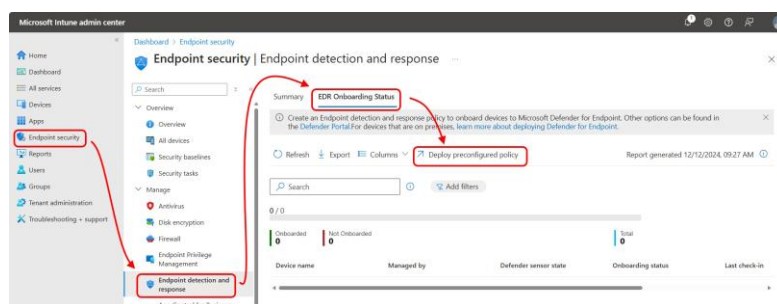 Microsoft Intune admin center
Home
Dashboard
All services
Devices
Apps
Endpoint security
Reports
Users
Groups
Tenant administration
Troubleshooting + support
Dashboard > Endpoint security
Endpoint security | Endpoint detection and response
Search
Overview
Overview
All devices
Security baselines
Security tasks
Manage
Antivirus
Disk encryption
Firewall
Endpoint Privilege
Management
Endpoint detection and
response
Summary EDR Onboarding Status
Create an Endpoint detection and response policy to onboard devices to Microsoft Defender for Endpoint. Other options can be found in
the Defender Portal.For devices that are on premises, learn more about deploying Defender for Endpoint.
Refresh Export Columns Deploy preconfigured policy Report generated 12/12/2024, 09:27 AM
Search Add filters
0 / 0
Onboarded Not Onboarded Total
0 0 0
Device name Managed by Defender sensor state Onboarding status Last check-in